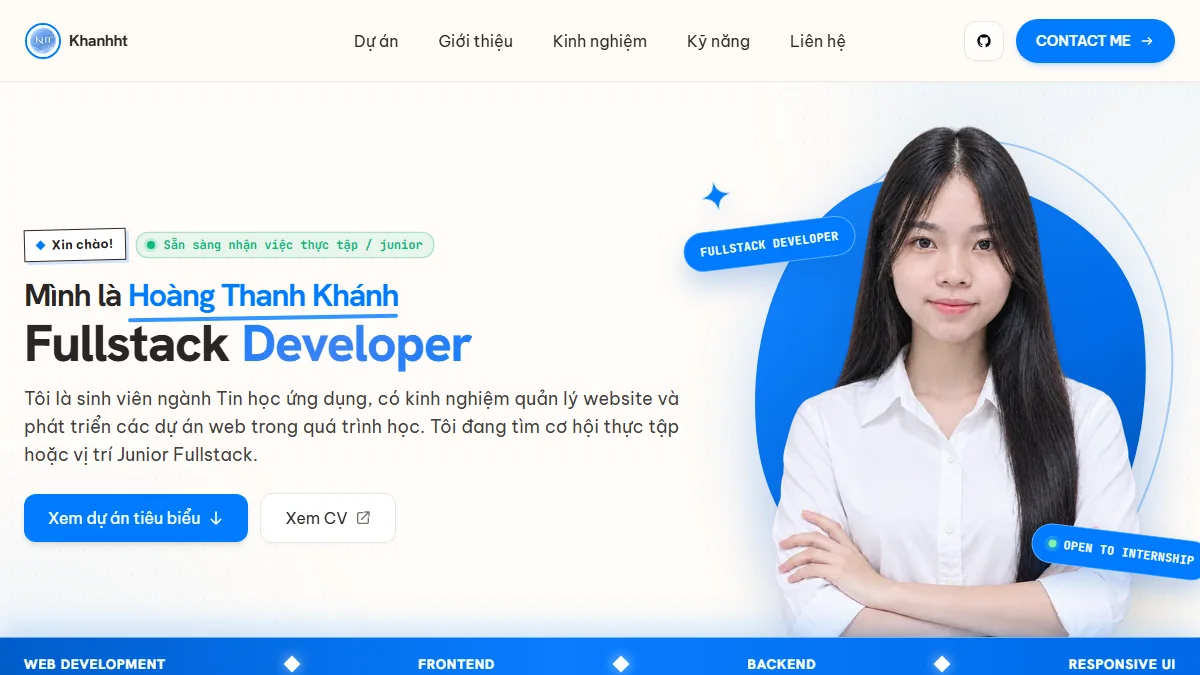 KHT
Khanhht
Dự án
Giới thiệu
Kinh nghiệm
Kỹ năng
Liên hệ
CONTACT ME →
Xin chào!
Sẵn sàng nhận việc thực tập / junior
Mình là Hoàng Thanh Khánh
Fullstack Developer
Tôi là sinh viên ngành Tin học ứng dụng, có kinh nghiệm quản lý website và
phát triển các dự án web trong quá trình học. Tôi đang tìm cơ hội thực tập
hoặc vị trí Junior Fullstack.
Xem dự án tiêu biểu ↓
Xem CV
FULLSTACK DEVELOPER
OPEN TO INTERNSHIP
WEB DEVELOPMENT
FRONTEND
BACKEND
RESPONSIVE UI